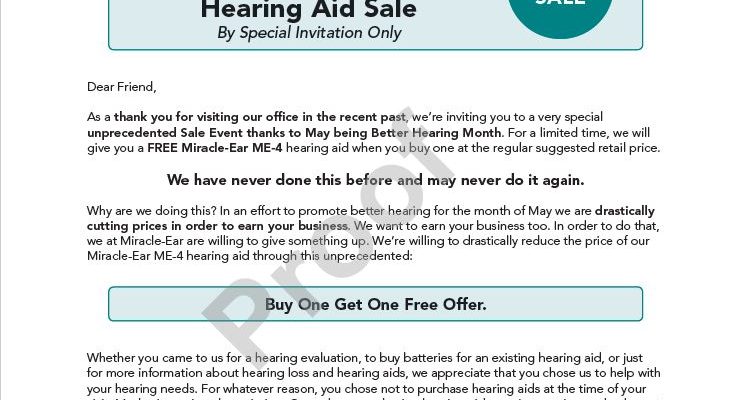 Hearing Aid Sale
SALE
By Special Invitation Only
Dear Friend,
As a thank you for visiting our office in the recent past, we're inviting you to a very special
unprecedented Sale Event thanks to May being Better Hearing Month. For a limited time, we will
give you a FREE Miracle-Ear ME-4 hearing aid when you buy one at the regular suggested retail price.
We have never done this before and may never do it again.
Why are we doing this? In an effort to promote better hearing for the month of May we are drastically
cutting prices in order to earn your business. We want to earn your business too. In order to do that,
we at Miracle-Ear are willing to give something up. We're willing to drastically reduce the price of our
Miracle-Ear ME-4 hearing aid through this unprecedented:
Proof
Buy One Get One Free Offer.
Whether you came to us for a hearing evaluation, to buy batteries for an existing hearing aid, or just
for more information about hearing loss and hearing aids, we appreciate that you chose us to help with
your hearing needs. For whatever reason, you chose not to purchase hearing aids at the time of your